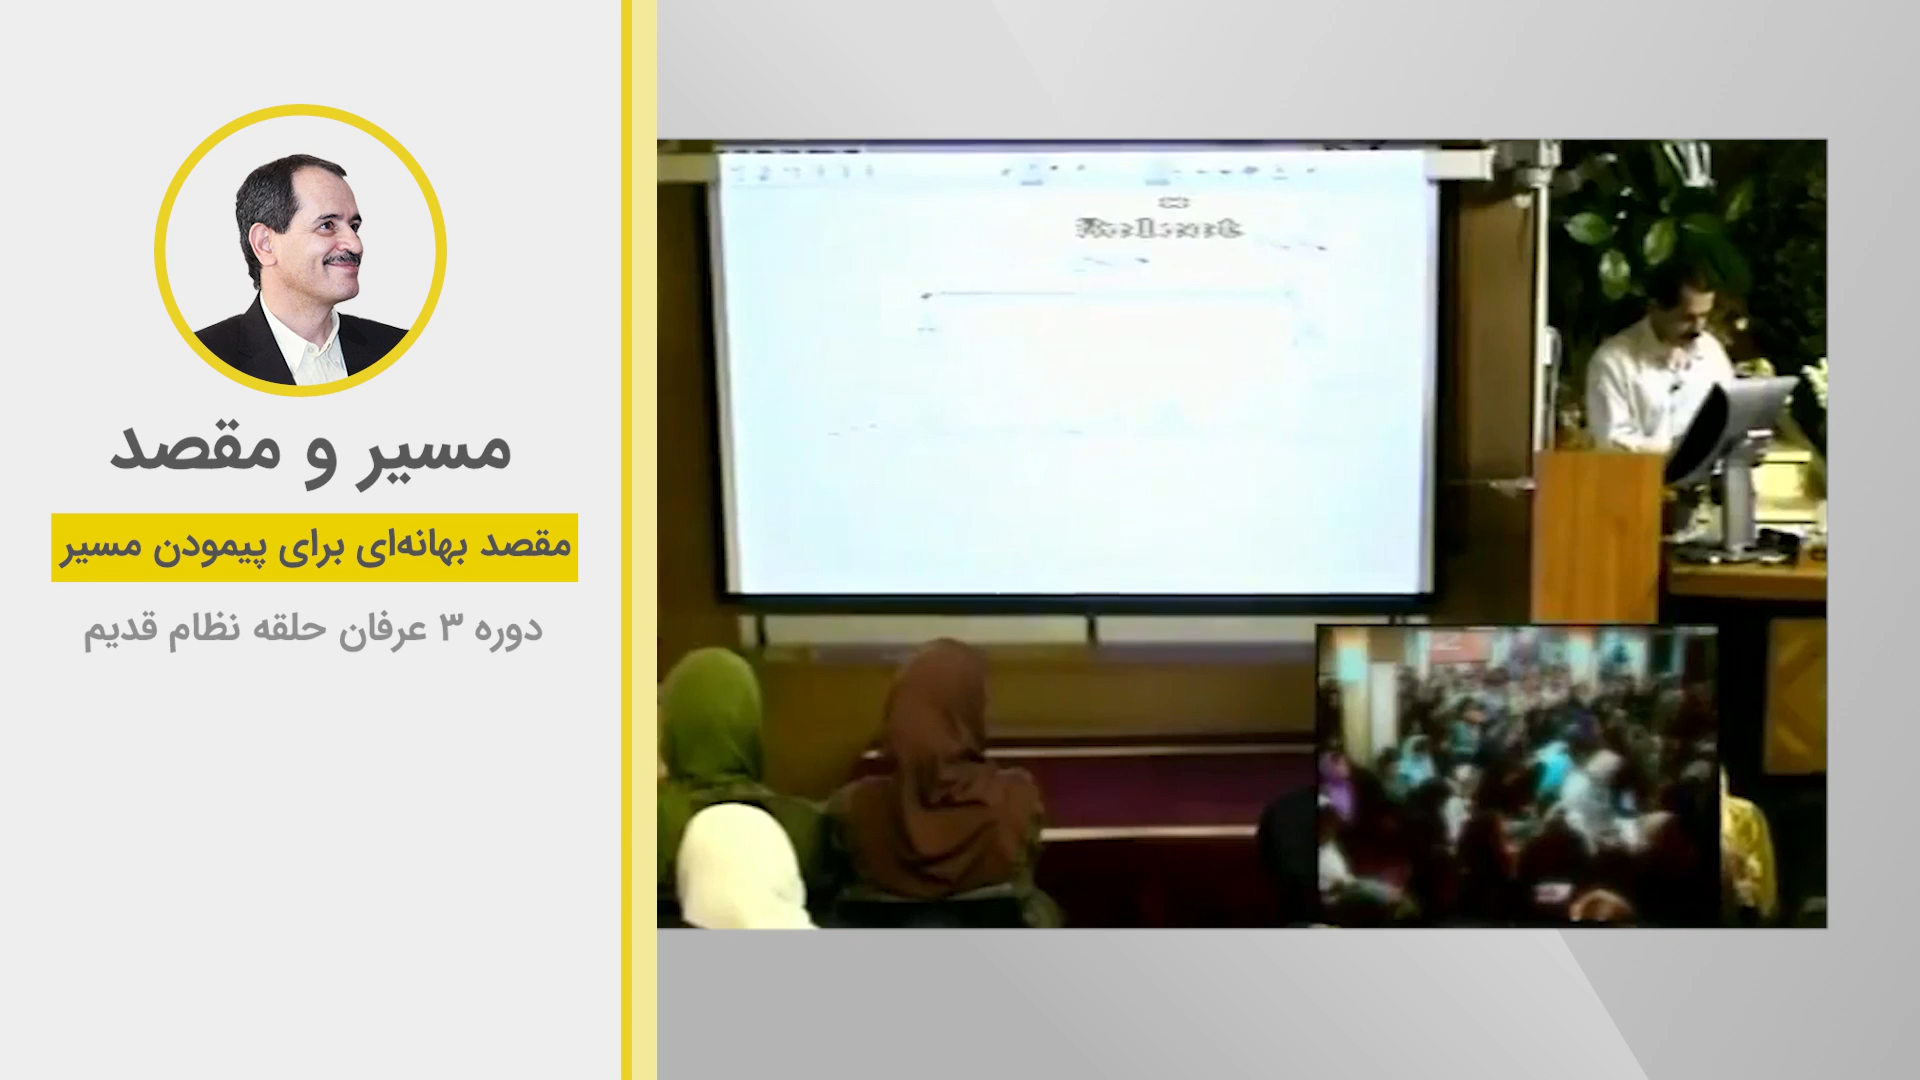 مسیر و مقصد
مقصد بهانه‌ای برای پیمودن مسیر
دوره ۳ عرفان حلقه نظام قدیم